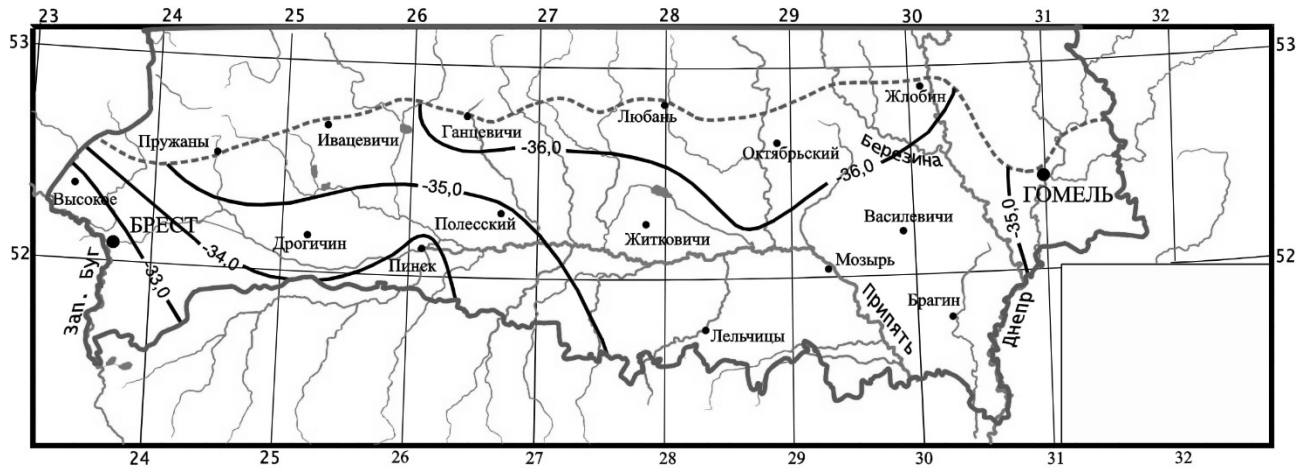 23 24 25 26 27 28 29 30 31 32
53 53
Жлобин
Любань
Ганцевичи
Ивацевичи
Пружаны
Октябрьский
Березина
-36,0
-36,0
Высокое
-35,0
-35,0
ГОМЕЛЬ
БРЕСТ
Полесский
Василевичи
Дрогичин
Житковичи
52 52
-34,0
Пинек
Мозырь
-33,0
Зап. Буг
Брагин
Припять
Днепр
Лельчицы
24 25 26 27 28 29 30 31 32